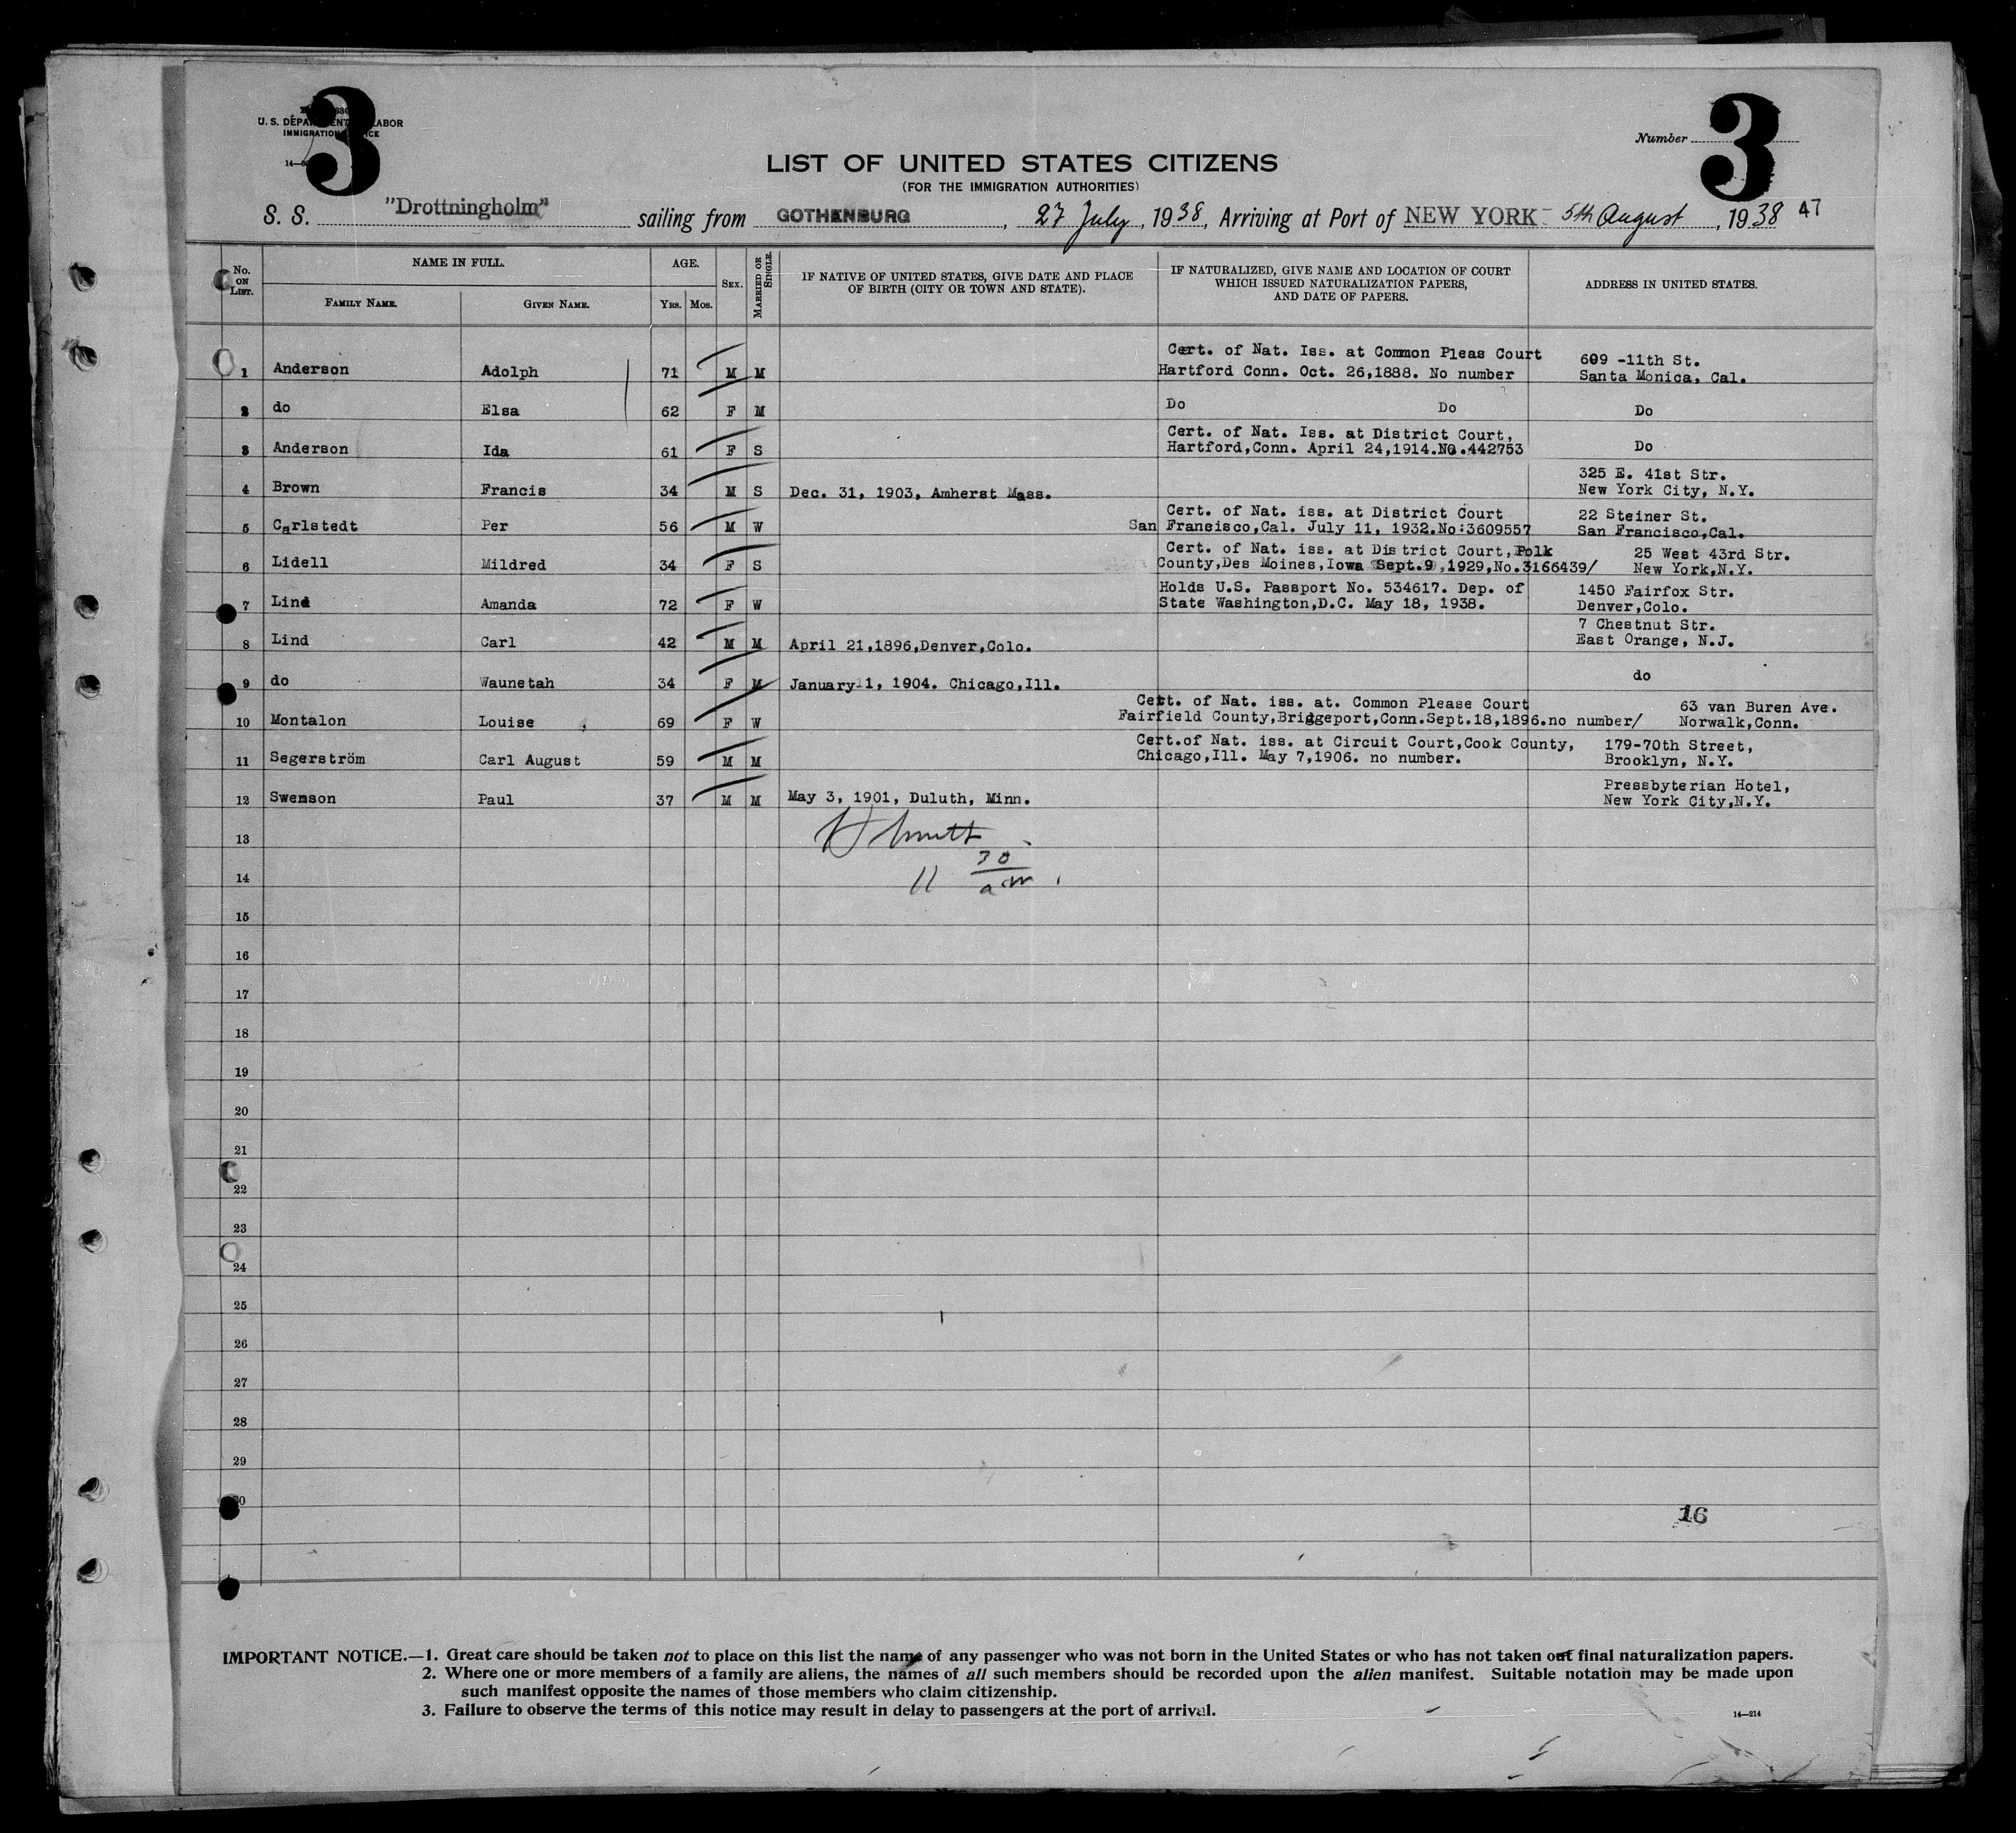 3
U. S. DEPARTMENT OF LABOR
IMMIGRATION SERVICE
Number 3
LIST OF UNITED STATES CITIZENS
(FOR THE IMMIGRATION AUTHORITIES)
S. S. "Drottningholm" sailing from GOTHENBURG, 27 July, 1938, Arriving at Port of NEW YORK - 5th August, 1938 47
No. ON LIST. NAME IN FULL. AGE. SEX. MARRIED OR SINGLE. IF NATIVE OF UNITED STATES, GIVE DATE AND PLACE OF BIRTH (CITY OR TOWN AND STATE). IF NATURALIZED, GIVE NAME AND LOCATION OF COURT WHICH ISSUED NATURALIZATION PAPERS, AND DATE OF PAPERS. ADDRESS IN UNITED STATES.
FAMILY NAME. GIVEN NAME. YRS. MOS.
Cert. of Nat. Iss. at Common Pleas Court 609 -11th St.
1 Anderson Adolph 71 M M Hartford Conn. Oct. 26,1888. No number Santa Monica, Cal.
2 do Elsa 62 F M Do Do Do
Cert. of Nat. Iss. at District Court,
3 Anderson Ida 61 F S Hartford,Conn. April 24,1914.No.442753 Do
325 E. 41st Str.
4 Brown Francis 34 M S Dec. 31, 1903, Amherst Mass. New York City, N.Y.
Cert. of Nat. iss. at District Court 22 Steiner St.
5 Carlstedt Per 56 M W San Fransisco,Cal. July 11, 1932.No:3609557 San Francisco,Cal.
Cert. of Nat. iss. at District Court, Polk 25 West 43rd Str.
6 Lidell Mildred 34 F S County,Des Moines,Iowa Sept.9 ,1929,No.3166439/ New York,N.Y.
Holds U.S. Passport No. 534617. Dep. of 1450 Fairfox Str.
7 Lind Amanda 72 F W State Washington,D.C. May 18, 1938. Denver,Colo.
7 Chestnut Str.
8 Lind Carl 42 M M April 21,1896,Denver,Colo. East Orange, N.J.
9 do Waunetah 34 F M January 1, 1904. Chicago,Ill. do
Cert. of Nat. iss. at. Common Please Court 63 van Buren Ave.
10 Montalon Louise 69 F W Fairfield County,Bridgeport,Conn.Sept.18,1896.no number/ Norwalk,Conn.
Cert.of Nat. iss. at Circuit Court,Cook County, 179-70th Street,
11 Segerström Carl August 59 M M Chicago,Ill. May 7,1906. no number. Brooklyn, N.Y.
Pressbyterian Hotel,
12 Swenson Paul 37 M M May 3, 1901, Duluth, Minn. New York City,N.Y.
13
14 11 30 am.
15
16
17
18
19
20
21
22
23
24
25
26
27
28
29
30
16
IMPORTANT NOTICE.—1. Great care should be taken not to place on this list the name of any passenger who was not born in the United States or who has not taken out final naturalization papers.
2. Where one or more members of a family are aliens, the names of all such members should be recorded upon the alien manifest. Suitable notation may be made upon
such manifest opposite the names of those members who claim citizenship.
3. Failure to observe the terms of this notice may result in delay to passengers at the port of arrival.
14—214